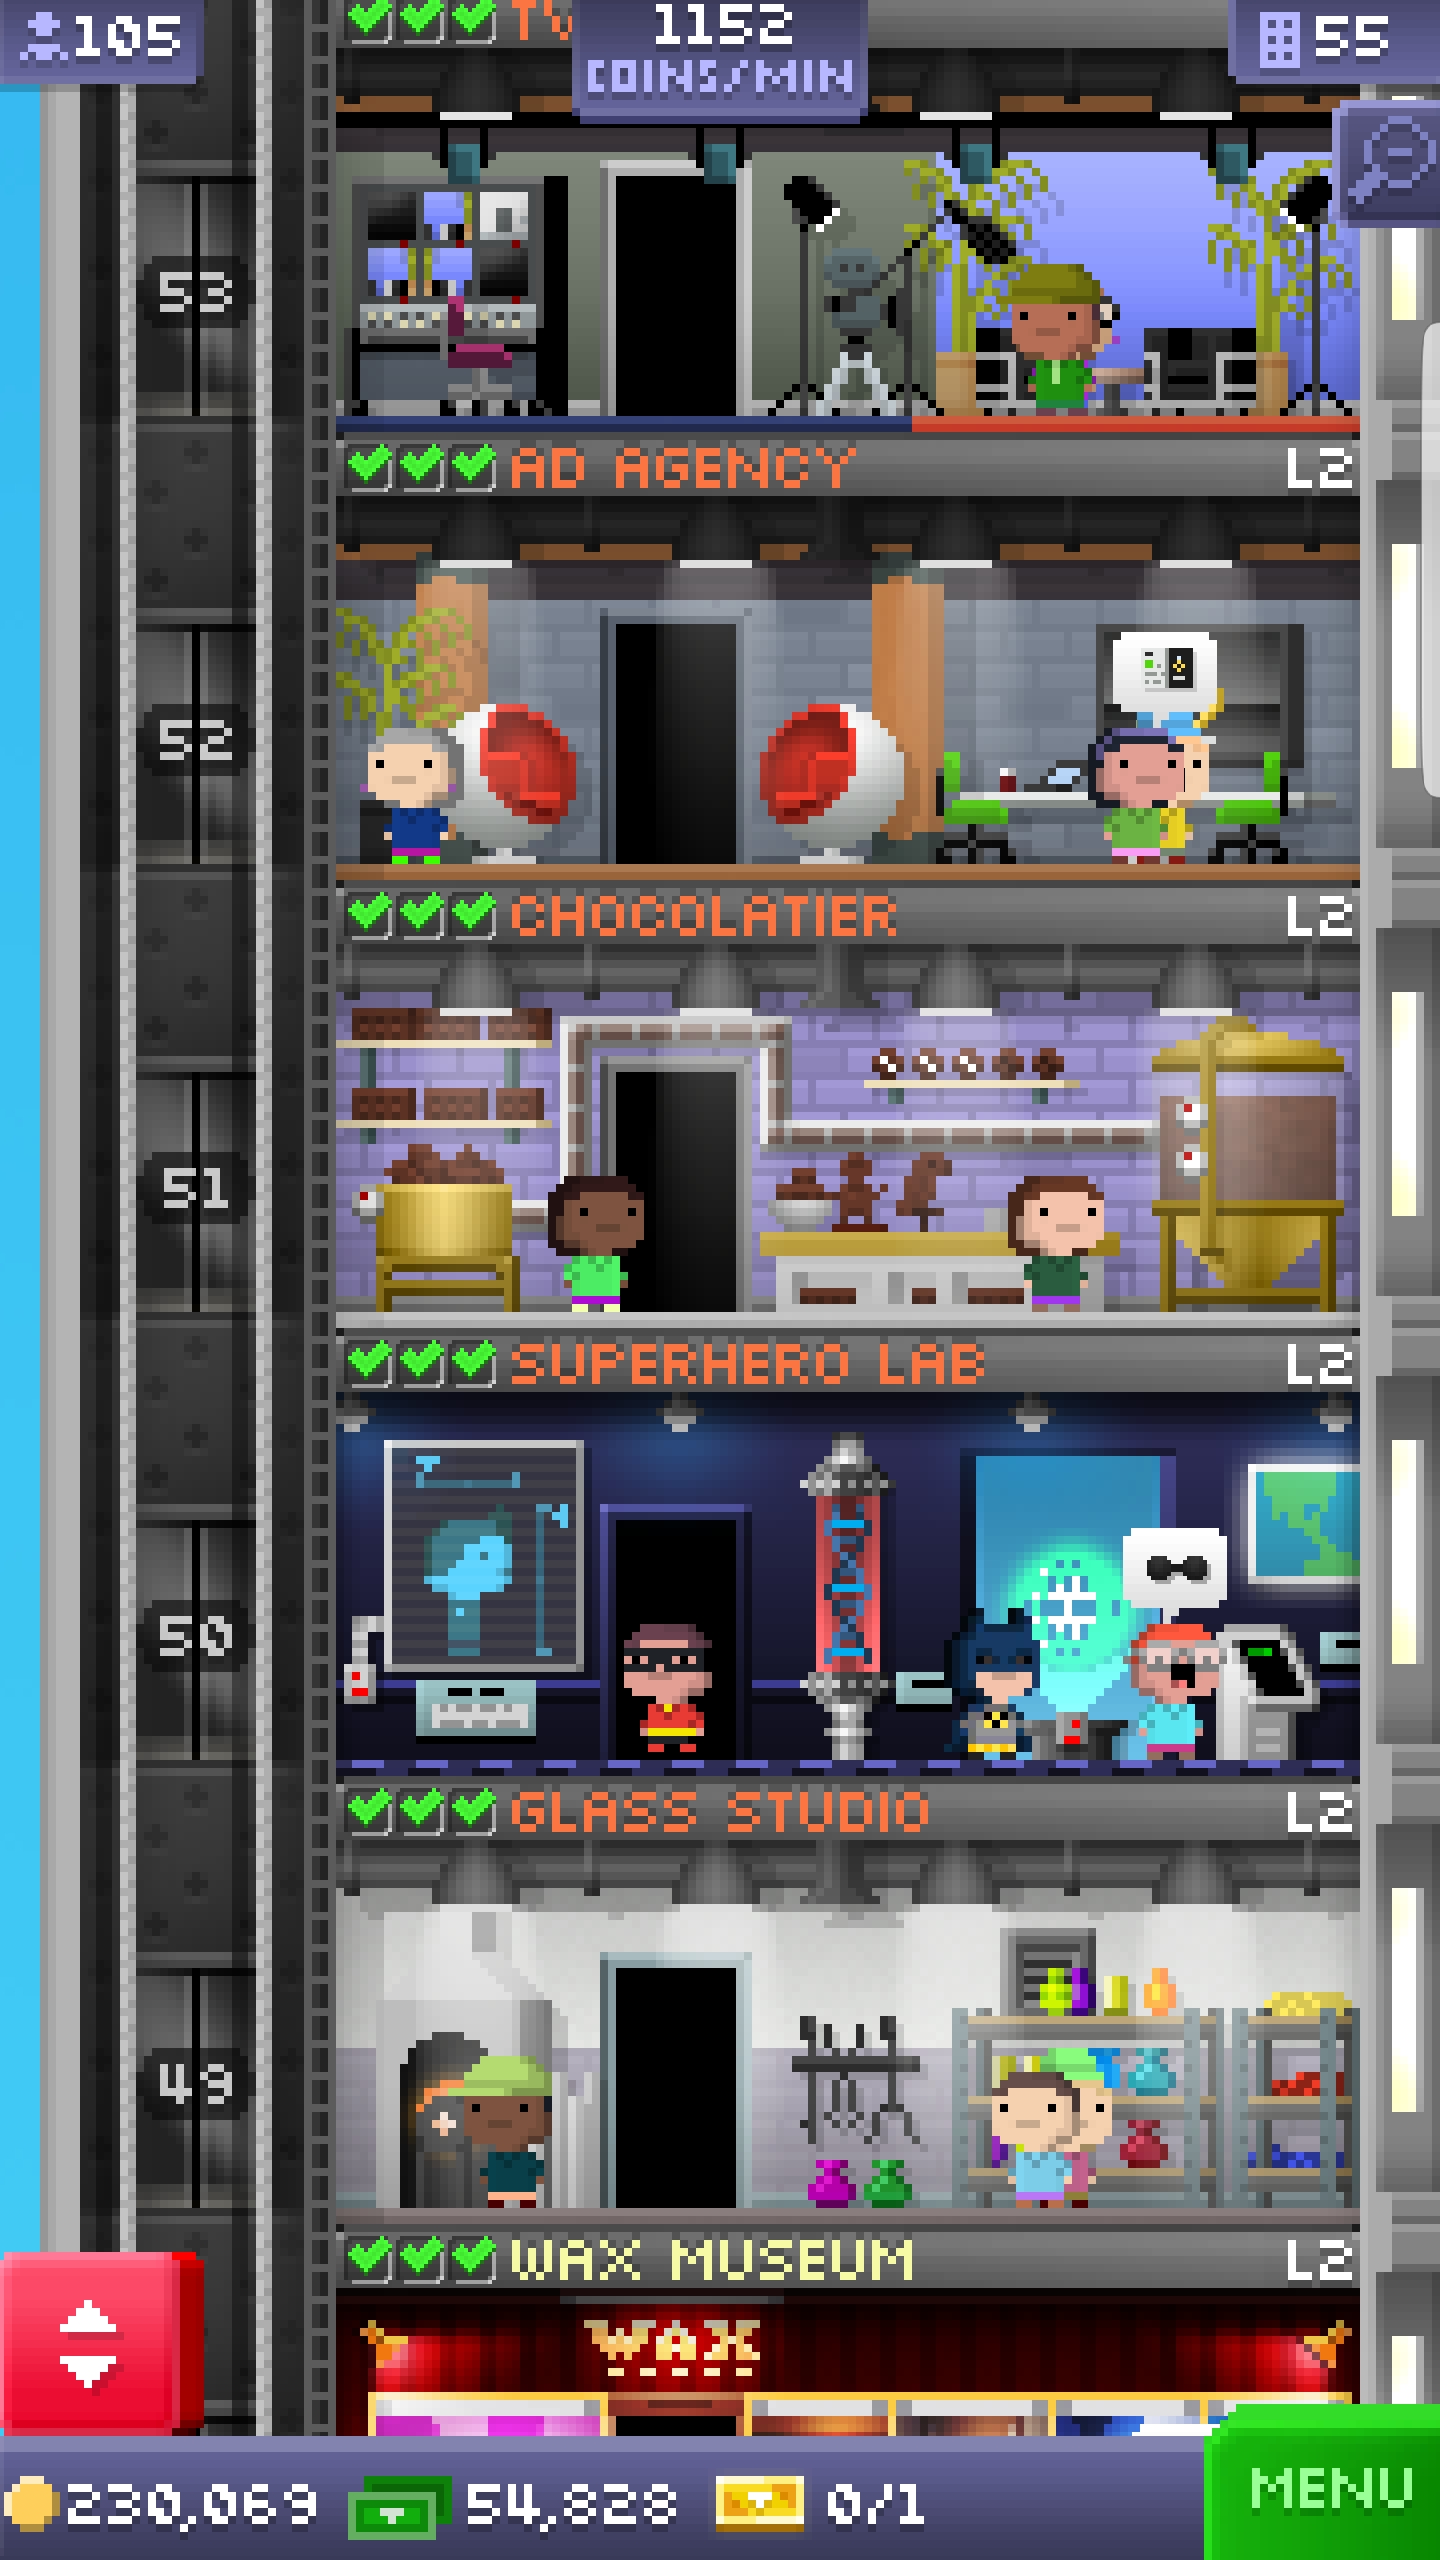 105
TV
1152
COINS/MIN
55
53
AD AGENCY
L2
52
CHOCOLATIER
L2
51
SUPERHERO LAB
L2
50
GLASS STUDIO
L2
49
WAX MUSEUM
L2
WAX
230,069
54,828
0/1
MENU